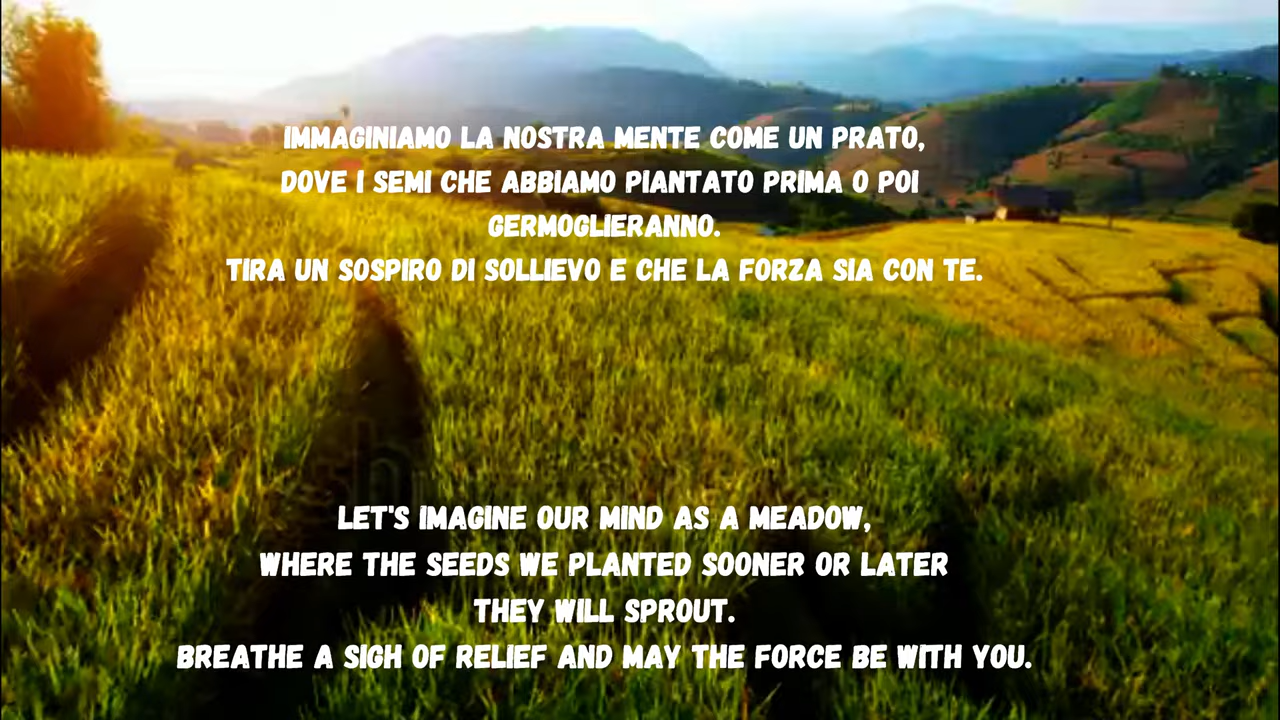 IMMAGINIAMO LA NOSTRA MENTE COME UN PRATO,
DOVE I SEMI CHE ABBIAMO PIANTATO PRIMA O POI
GERMOGLIERANNO.
TIRA UN SOSPIRO DI SOLLIEVO E CHE LA FORZA SIA CON TE.
LET'S IMAGINE OUR MIND AS A MEADOW,
WHERE THE SEEDS WE PLANTED SOONER OR LATER
THEY WILL SPROUT.
BREATHE A SIGH OF RELIEF AND MAY THE FORCE BE WITH YOU.